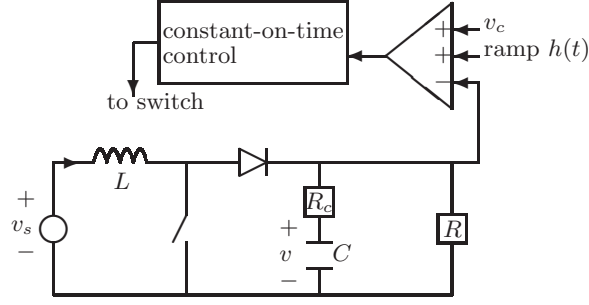 constant-on-time
control
+ v_c
+ ramp h(t)
−
to switch
L
+
v_s
−
R_c
+
v
−
C
R